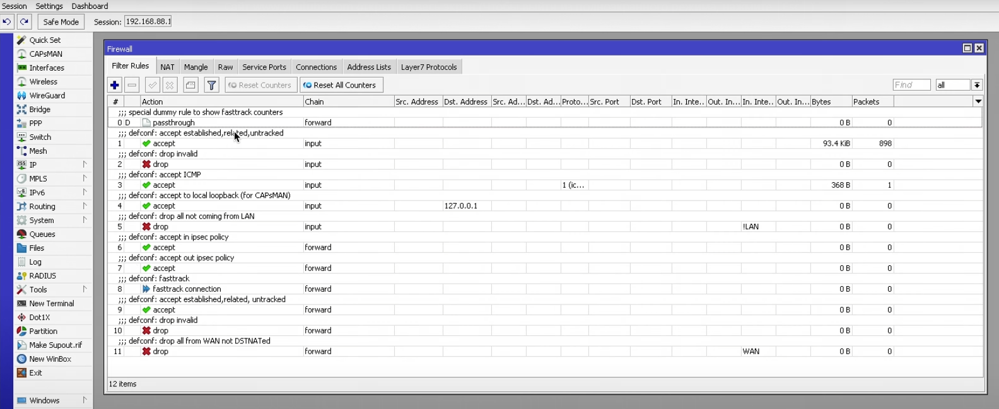 Session Settings Dashboard
Safe Mode Session: 192.168.88.1
Quick Set
CAPsMAN
Interfaces
Wireless
WireGuard
Bridge
PPP
Switch
Mesh
IP
MPLS
IPv6
Routing
System
Queues
Files
Log
RADIUS
Tools
New Terminal
Dot1X
Partition
Make Supout.rif
New WinBox
Exit
Windows
Firewall
Filter Rules NAT Mangle Raw Service Ports Connections Address Lists Layer7 Protocols
Reset Counters Reset All Counters Find all
# Action Chain Src. Address Dst. Address Src. Ad... Dst. Ad... Proto... Src. Port Dst. Port In. Inte... Out. In... In. Inte... Out. In... Bytes Packets
;;; special dummy rule to show fasttrack counters
0 D passthrough forward 0 B 0
;;; defconf: accept established,related,untracked
1 accept input 93.4 KiB 898
;;; defconf: drop invalid
2 drop input 0 B 0
;;; defconf: accept ICMP
3 accept input 1 (ic... 368 B 1
;;; defconf: accept to local loopback (for CAPsMAN)
4 accept input 127.0.0.1 0 B 0
;;; defconf: drop all not coming from LAN
5 drop input !LAN 0 B 0
;;; defconf: accept in ipsec policy
6 accept forward 0 B 0
;;; defconf: accept out ipsec policy
7 accept forward 0 B 0
;;; defconf: fasttrack
8 fasttrack connection forward 0 B 0
;;; defconf: accept established,related, untracked
9 accept forward 0 B 0
;;; defconf: drop invalid
10 drop forward 0 B 0
;;; defconf: drop all from WAN not DSTNATed
11 drop forward WAN 0 B 0
12 items